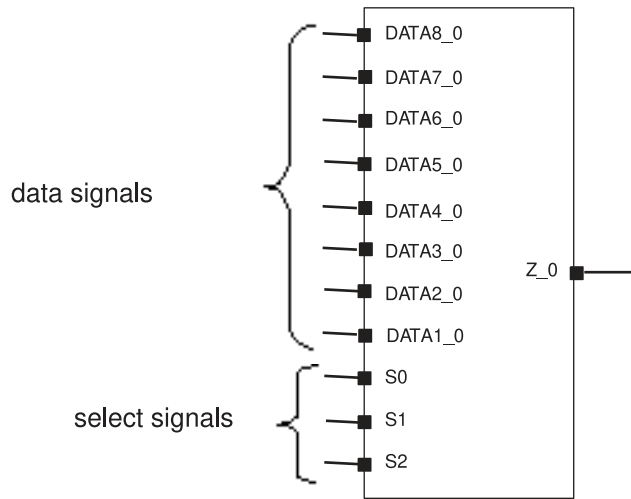 DATA8_0
DATA7_0
DATA6_0
DATA5_0
data signals
DATA4_0
DATA3_0
Z_0
DATA2_0
DATA1_0
S0
select signals
S1
S2